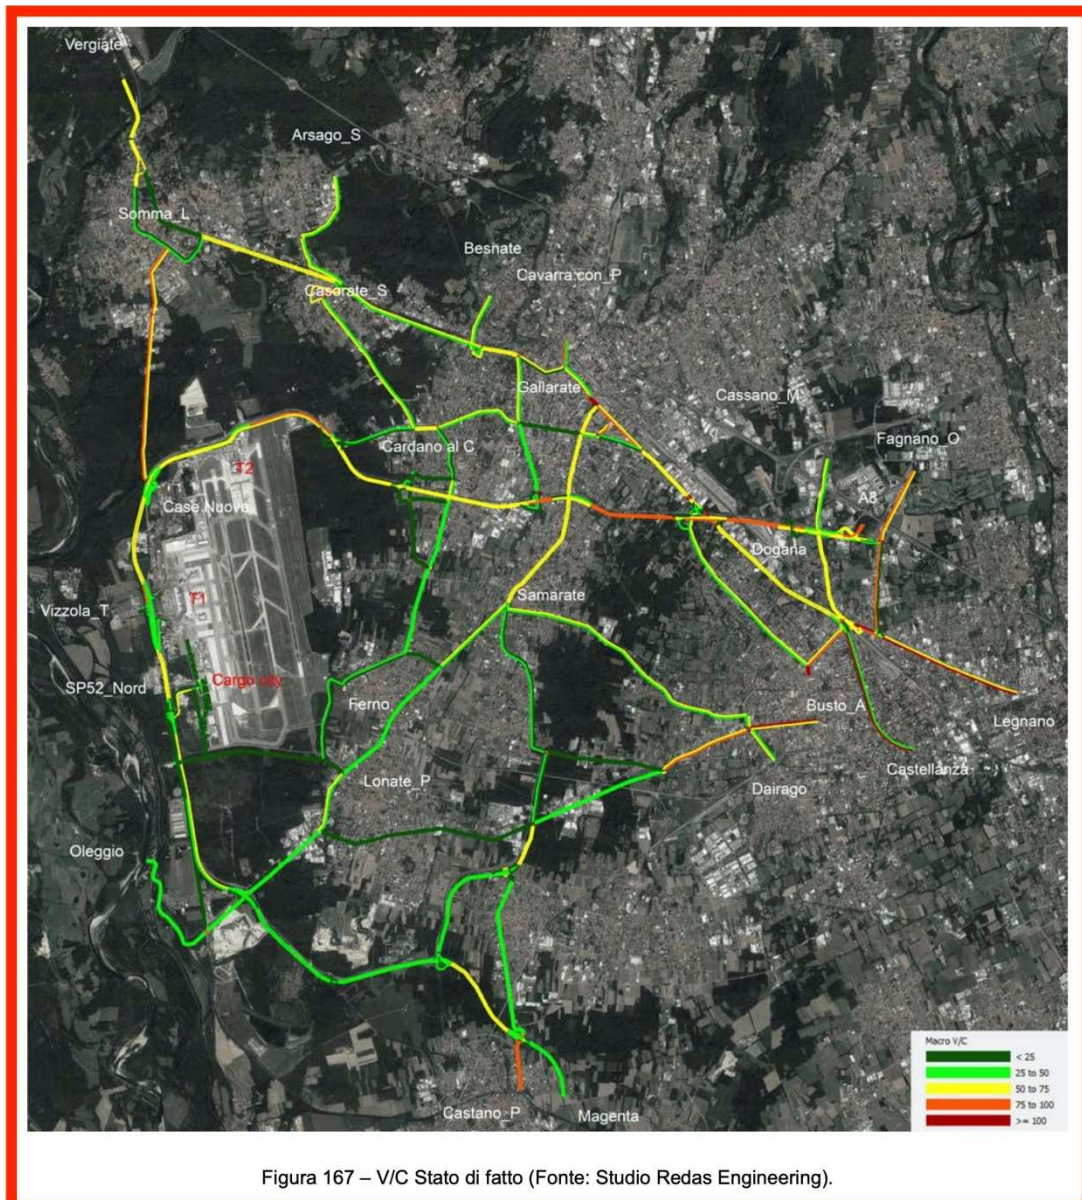 Vergiate
Arsago_S
Somma_L
Besnate
Cavarra.con_P
Casorate_S
Gallarate
Cassano_M
Fagnano_O
Cardano al C
T2
A8
Case Nuove
Dogana
T1
Samarate
Vizzola_T
SP52_Nord
Cargo city
Ferno
Busto_A
Legnano
Castellanza
Lonate_P
Dairago
Oleggio
Macro V/C
< 25
25 to 50
50 to 75
75 to 100
>= 100
Castano_P
Magenta
Figura 167 – V/C Stato di fatto (Fonte: Studio Redas Engineering).